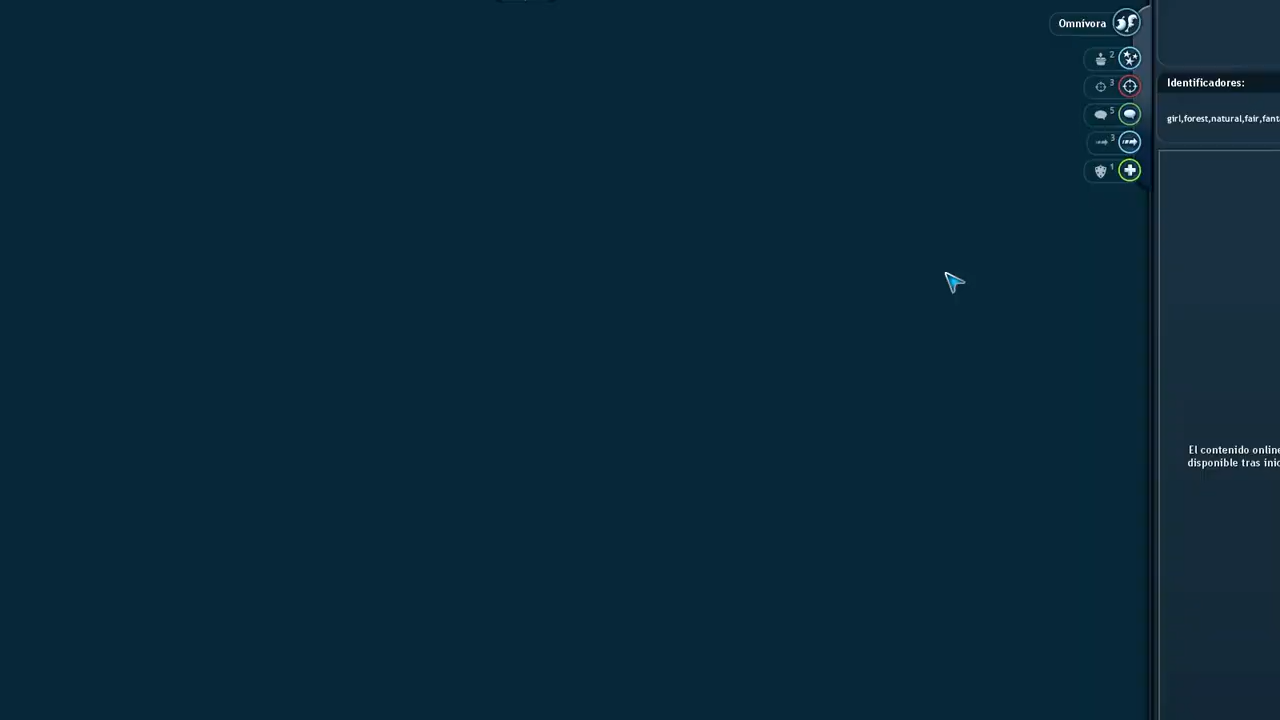 Omnívora
2
3
5
3
1
Identificadores:
girl,forest,natural,fair,fant
El contenido online
disponible tras inic